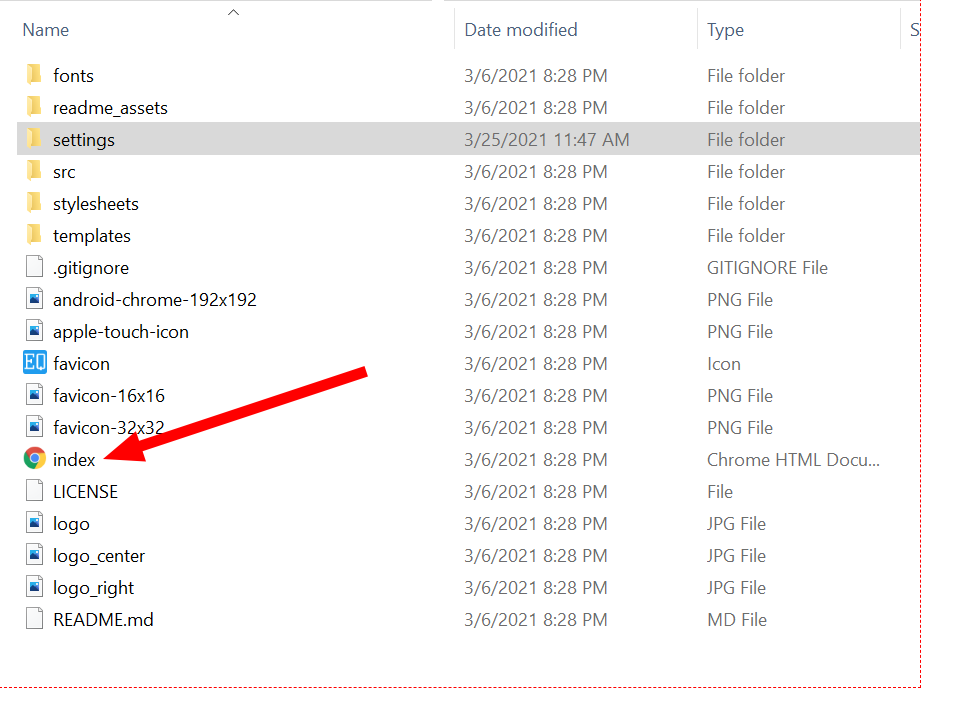 Name Date modified Type S
fonts 3/6/2021 8:28 PM File folder
readme_assets 3/6/2021 8:28 PM File folder
settings 3/25/2021 11:47 AM File folder
src 3/6/2021 8:28 PM File folder
stylesheets 3/6/2021 8:28 PM File folder
templates 3/6/2021 8:28 PM File folder
.gitignore 3/6/2021 8:28 PM GITIGNORE File
android-chrome-192x192 3/6/2021 8:28 PM PNG File
apple-touch-icon 3/6/2021 8:28 PM PNG File
EQ favicon 3/6/2021 8:28 PM Icon
favicon-16x16 3/6/2021 8:28 PM PNG File
favicon-32x32 3/6/2021 8:28 PM PNG File
index 3/6/2021 8:28 PM Chrome HTML Docu...
LICENSE 3/6/2021 8:28 PM File
logo 3/6/2021 8:28 PM JPG File
logo_center 3/6/2021 8:28 PM JPG File
logo_right 3/6/2021 8:28 PM JPG File
README.md 3/6/2021 8:28 PM MD File